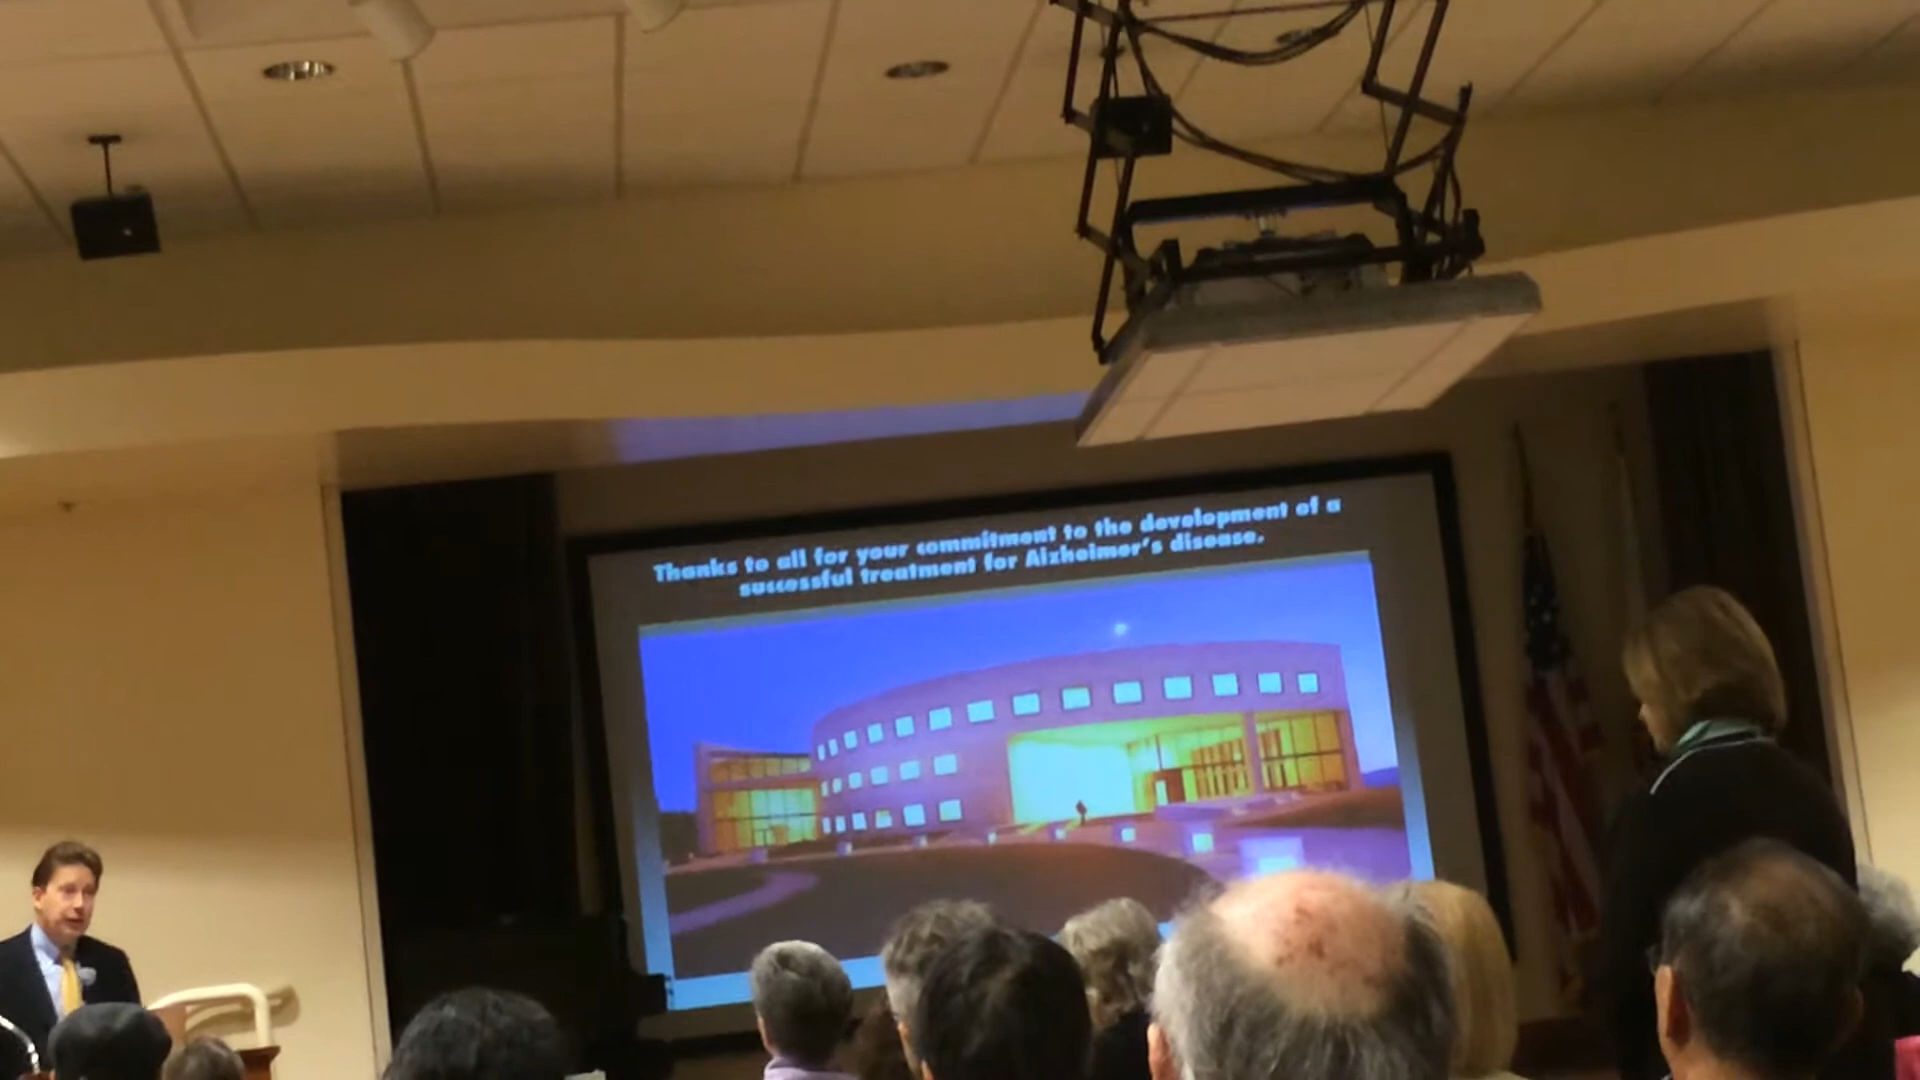 Thanks to all for your commitment to the development of a
successful treatment for Alzheimer's disease.